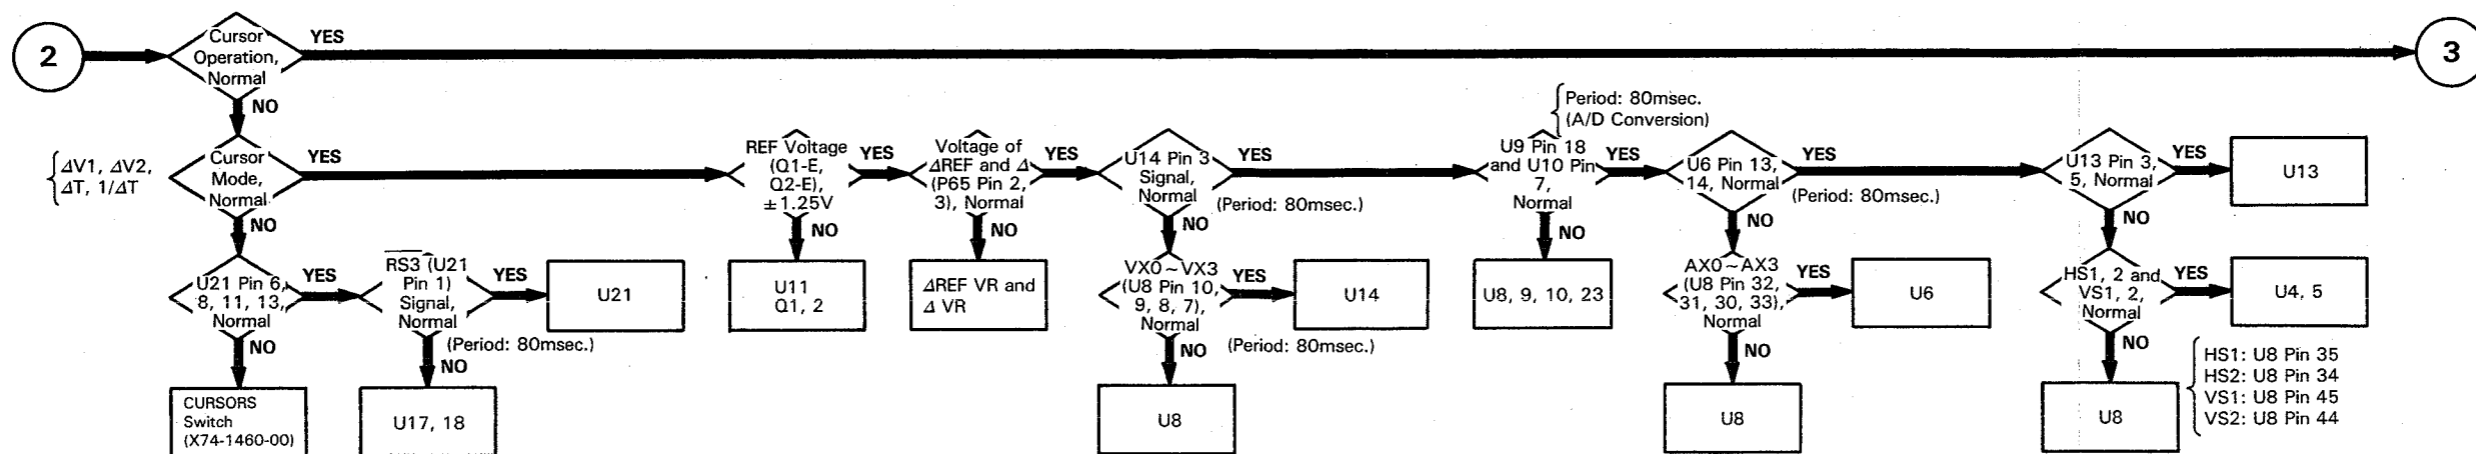 2
Cursor
Operation,
Normal
YES
3
NO
ΔV1, ΔV2,
ΔT, 1/ΔT
Cursor
Mode,
Normal
YES
NO
REF Voltage
(Q1-E,
Q2-E),
±1.25V
YES
NO
Voltage of
ΔREF and Δ
(P65 Pin 2,
3), Normal
YES
NO
U14 Pin 3
Signal,
Normal
YES
(Period: 80msec.)
NO
Period: 80msec.
(A/D Conversion)
U9 Pin 18
and U10 Pin
7,
Normal
YES
NO
U6 Pin 13,
14, Normal
YES
(Period: 80msec.)
NO
U13 Pin 3,
5, Normal
YES
U13
NO
U21 Pin 6,
8, 11, 13,
Normal
YES
NO
RS3 (U21
Pin 1)
Signal,
Normal
YES
(Period: 80msec.)
NO
U21
U11
Q1, 2
ΔREF VR and
Δ VR
VX0~VX3
(U8 Pin 10,
9, 8, 7),
Normal
YES
(Period: 80msec.)
NO
U14
U8, 9, 10, 23
AX0~AX3
(U8 Pin 32,
31, 30, 33),
Normal
YES
NO
U6
HS1, 2 and
VS1, 2,
Normal
YES
NO
U4, 5
CURSORS
Switch
(X74-1460-00)
U17, 18
U8
U8
U8
HS1: U8 Pin 35
HS2: U8 Pin 34
VS1: U8 Pin 45
VS2: U8 Pin 44